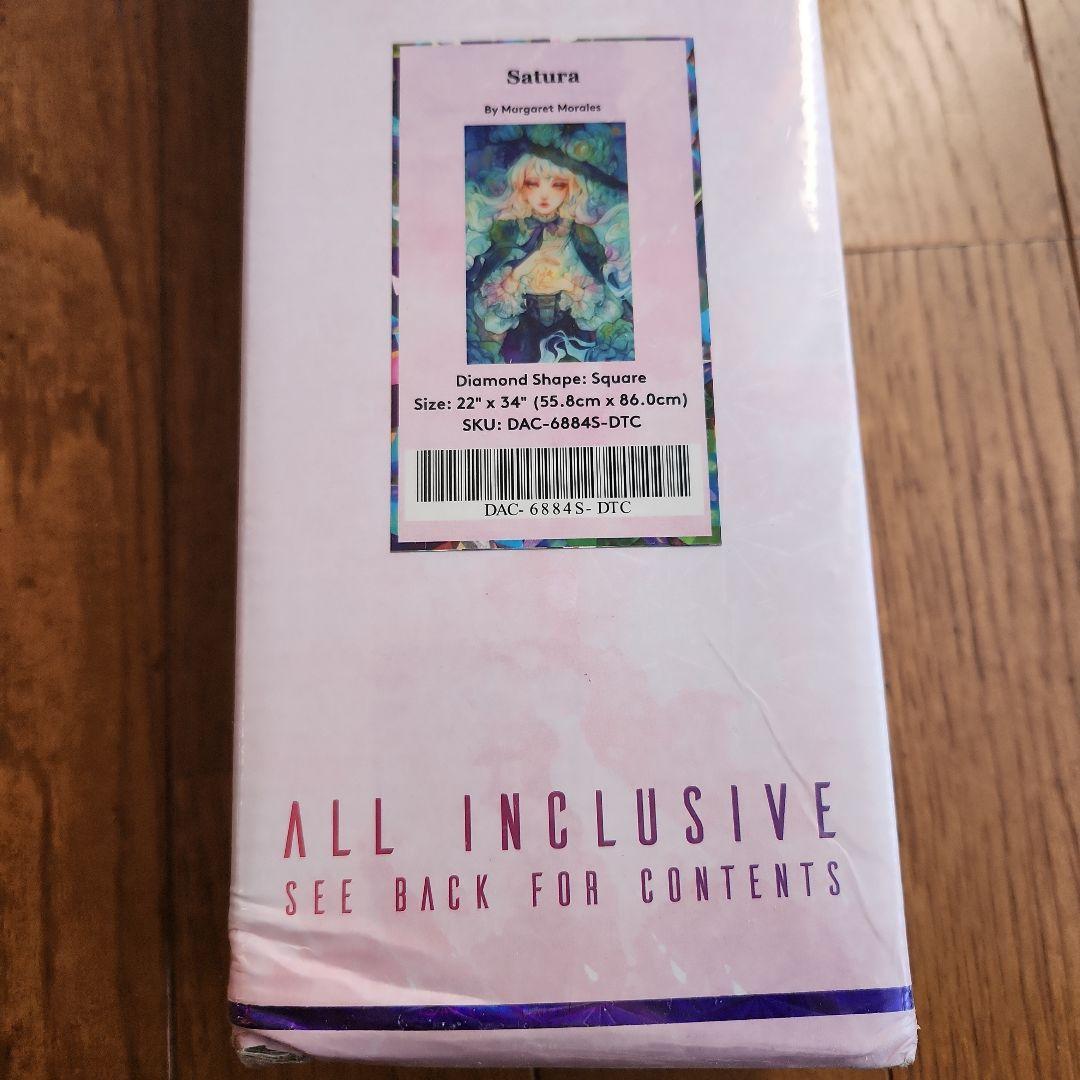 Satura
By Margaret Morales
Diamond Shape: Square
Size: 22" x 34" (55.8cm x 86.0cm)
SKU: DAC-6884S-DTC
DAC- 6884S- DTC
ALL INCLUSIVE
SEE BACK FOR CONTENTS